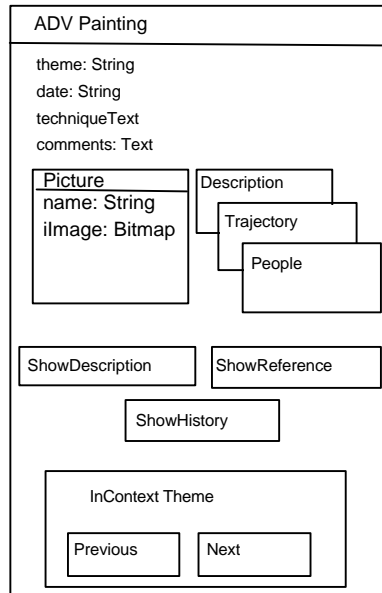 ADV Painting
theme: String
date: String
techniqueText
comments: Text
Picture
name: String
iImage: Bitmap
Description
Trajectory
People
ShowDescription
ShowReference
ShowHistory
InContext Theme
Previous
Next